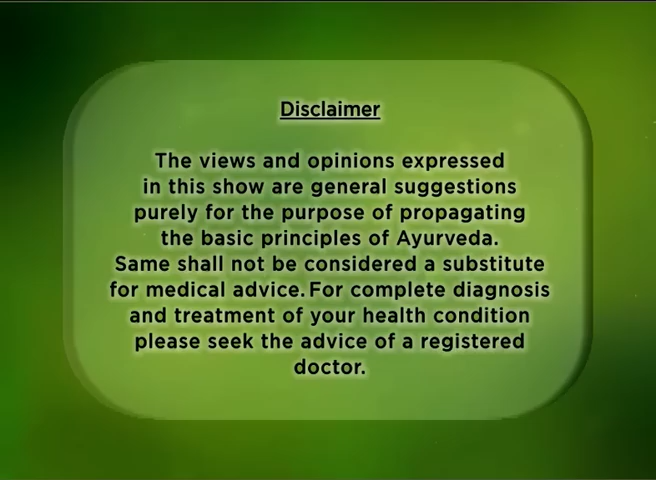 Disclaimer
The views and opinions expressed
in this show are general suggestions
purely for the purpose of propagating
the basic principles of Ayurveda.
Same shall not be considered a substitute
for medical advice. For complete diagnosis
and treatment of your health condition
please seek the advice of a registered
doctor.